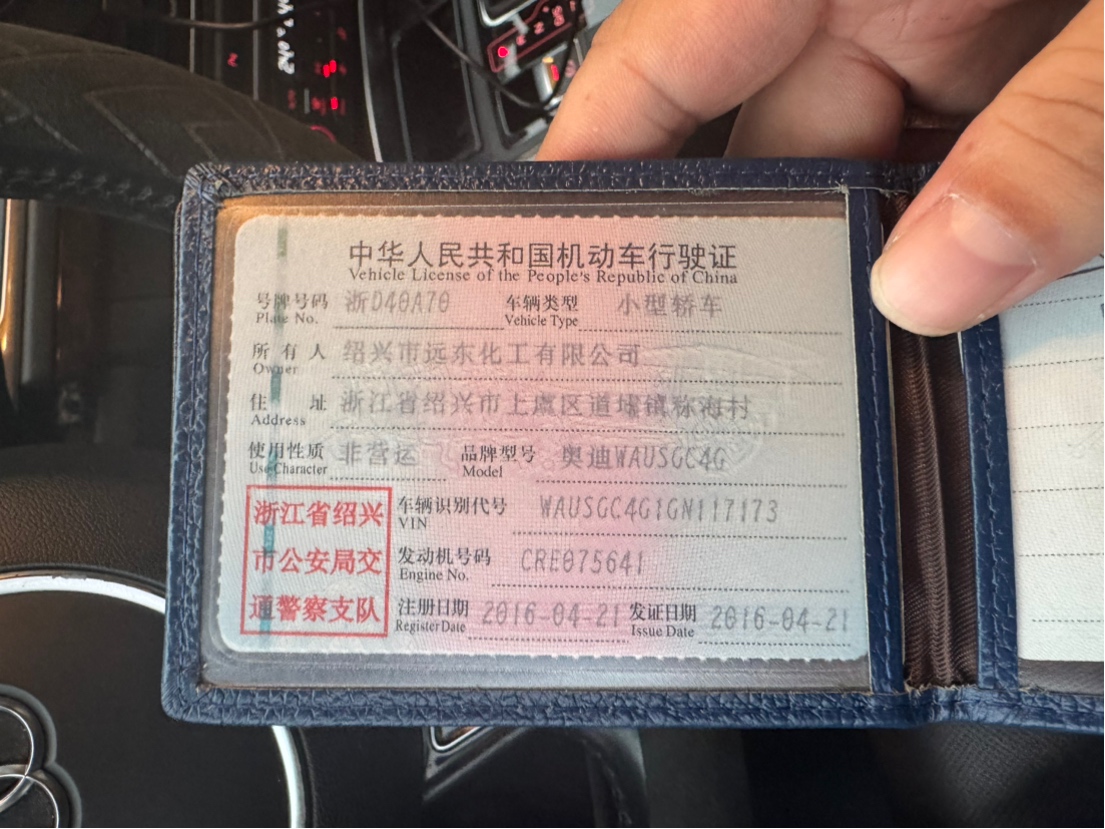 中华人民共和国机动车行驶证
Vehicle License of the People's Republic of China
号牌号码 浙D40A70 车辆类型 小型轿车
Plate No. Vehicle Type
所有人 绍兴市远东化工有限公司
Owner
住址 浙江省绍兴市上虞区道墟镇称海村
Address
使用性质 非营运 品牌型号 奥迪WAUSGC4G
Use Character Model
浙江省绍兴
市公安局交
通警察支队
车辆识别代号 WAUSGC4G1GN117173
VIN
发动机号码 CRE075641
Engine No.
注册日期 2016-04-21 发证日期 2016-04-21
Register Date Issue Date